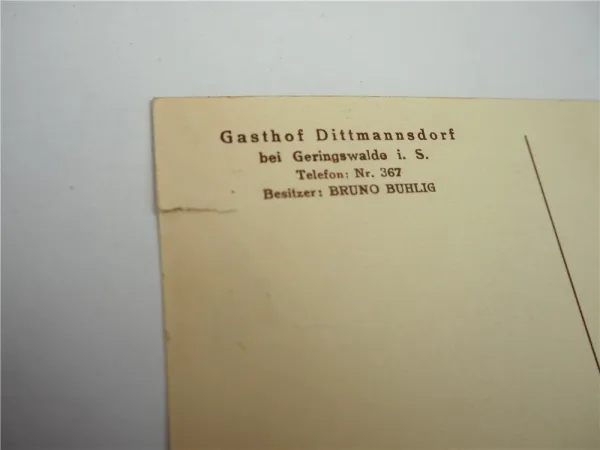 Gasthof Dittmannsdorf
bei Geringswalde i. S.
Telefon: Nr. 367
Besitzer: BRUNO BUHLIG